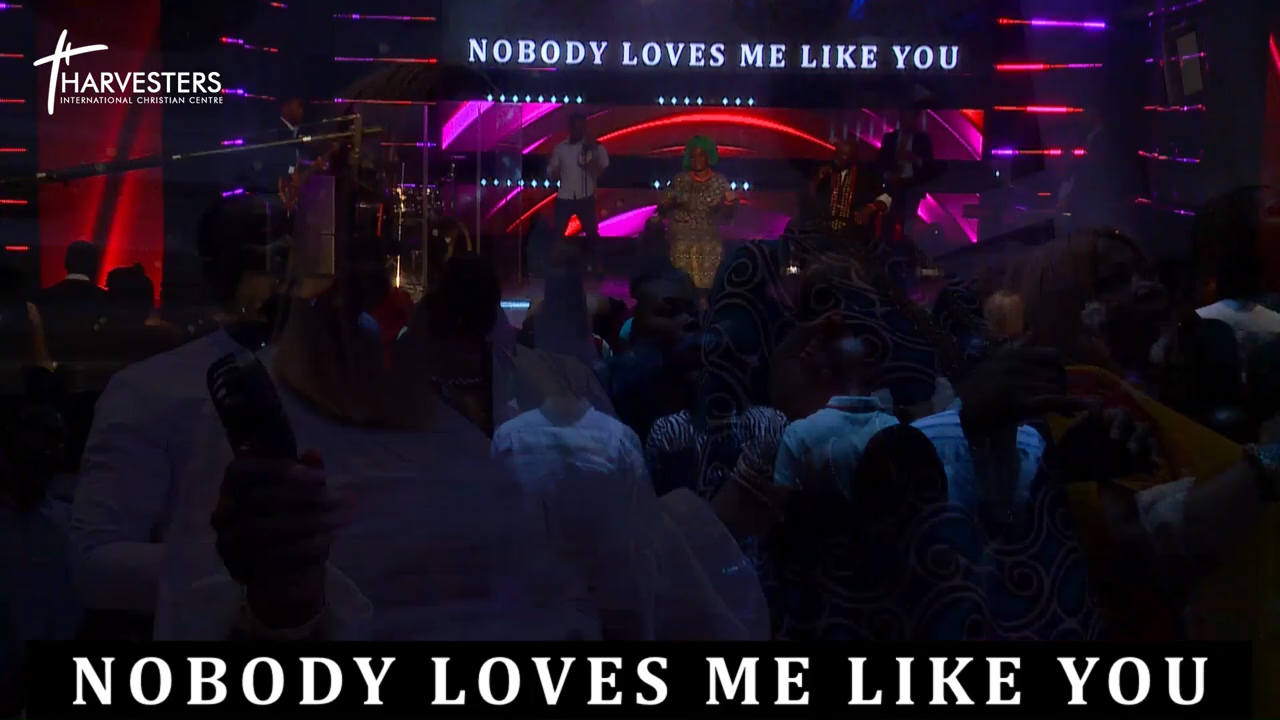 HARVESTERS
INTERNATIONAL CHRISTIAN CENTRE
NOBODY LOVES ME LIKE YOU
NOBODY LOVES ME LIKE YOU